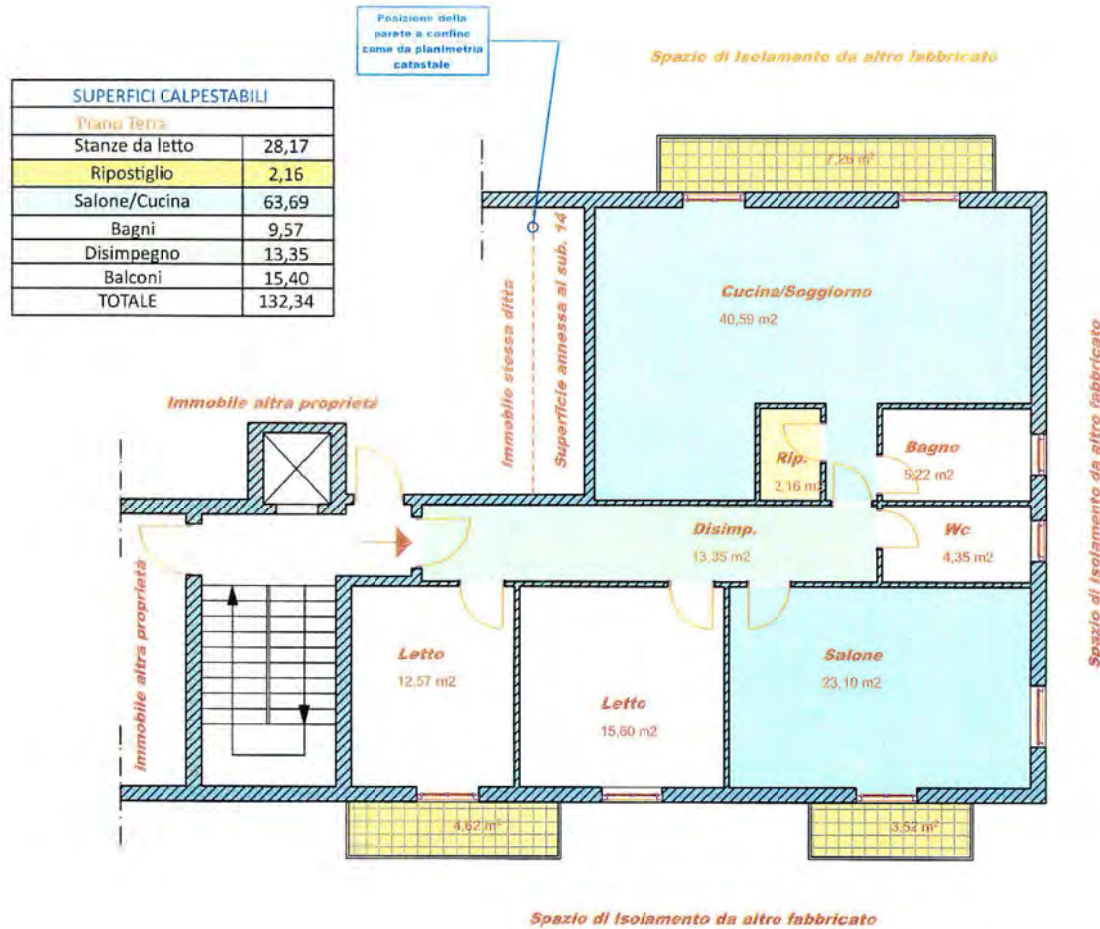 Posizione della
parete a confine
come da planimetria
catastale
Spazio di Isolamento da altro fabbricato
SUPERFICI CALPESTABILI
Piano Terra
Stanze da letto 28,17
Ripostiglio 2,16
Salone/Cucina 63,69
Bagni 9,57
Disimpegno 13,35
Balconi 15,40
TOTALE 132,34
7,26 m²
Immobile stessa ditta
Superficie annessa al sub. 14
Cucina/Soggiorno
40,59 m2
Spazio di Isolamento da altro fabbricato
Immobile altra proprietà
Rip.
2,16 m2
Bagno
5,22 m2
Disimp.
13,35 m2
Wc
4,35 m2
immobile altra proprietà
Letto
12,57 m2
Letto
15,60 m2
Salone
23,10 m2
4,62 m²
3,52 m²
Spazio di Isolamento da altro fabbricato